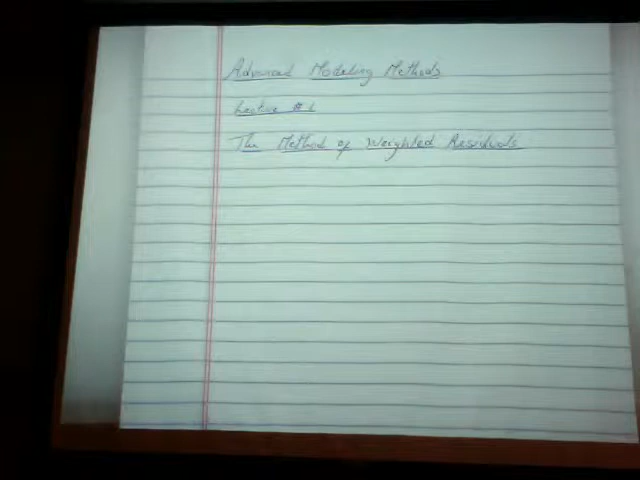 Advanced Modeling Methods
Lecture #1
The Method of Weighted Residuals